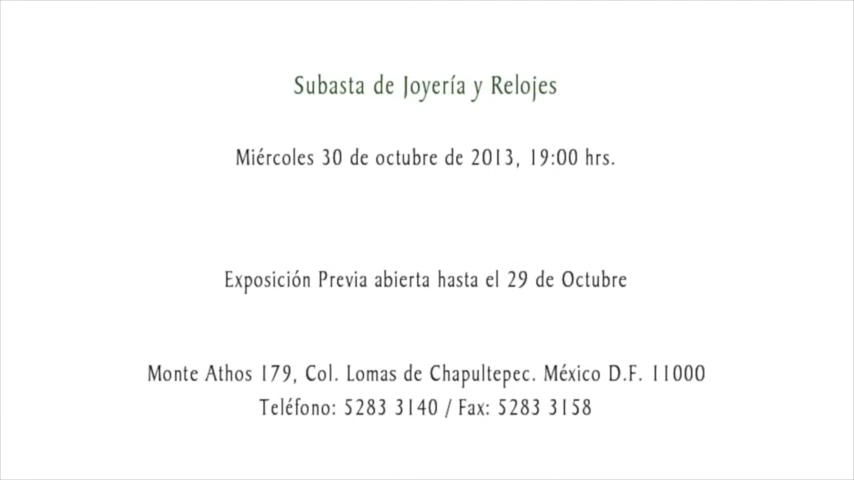 Subasta de Joyería y Relojes
Miércoles 30 de octubre de 2013, 19:00 hrs.
Exposición Previa abierta hasta el 29 de Octubre
Monte Athos 179, Col. Lomas de Chapultepec. México D.F. 11000
Teléfono: 5283 3140 / Fax: 5283 3158